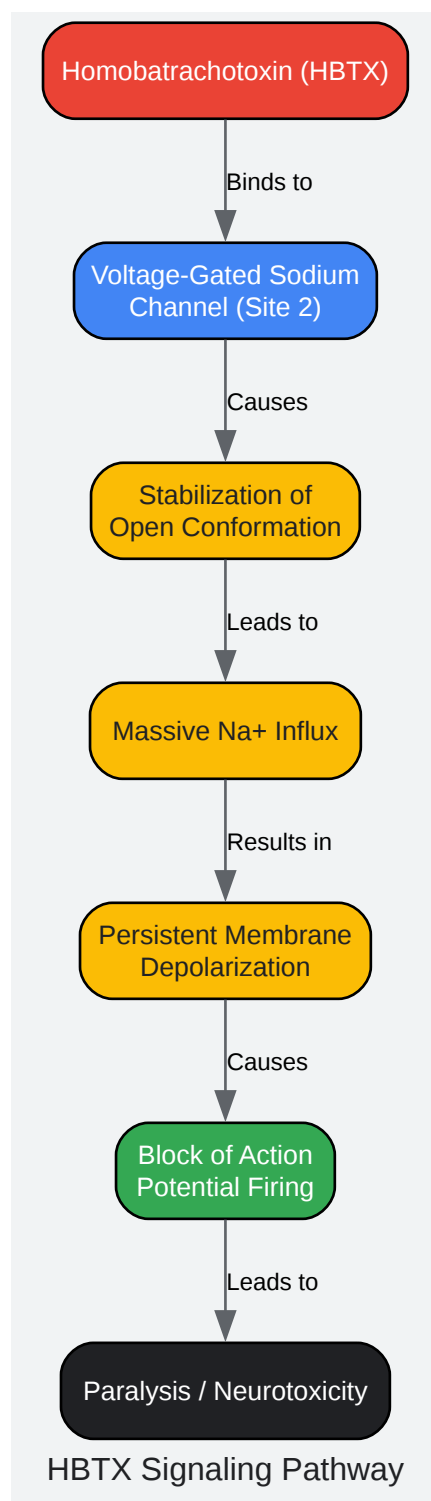 Homobatrachotoxin (HBTX)
Binds to
Voltage-Gated Sodium
Channel (Site 2)
Causes
Stabilization of
Open Conformation
Leads to
Massive Na+ Influx
Results in
Persistent Membrane
Depolarization
Causes
Block of Action
Potential Firing
Leads to
Paralysis / Neurotoxicity
HBTX Signaling Pathway